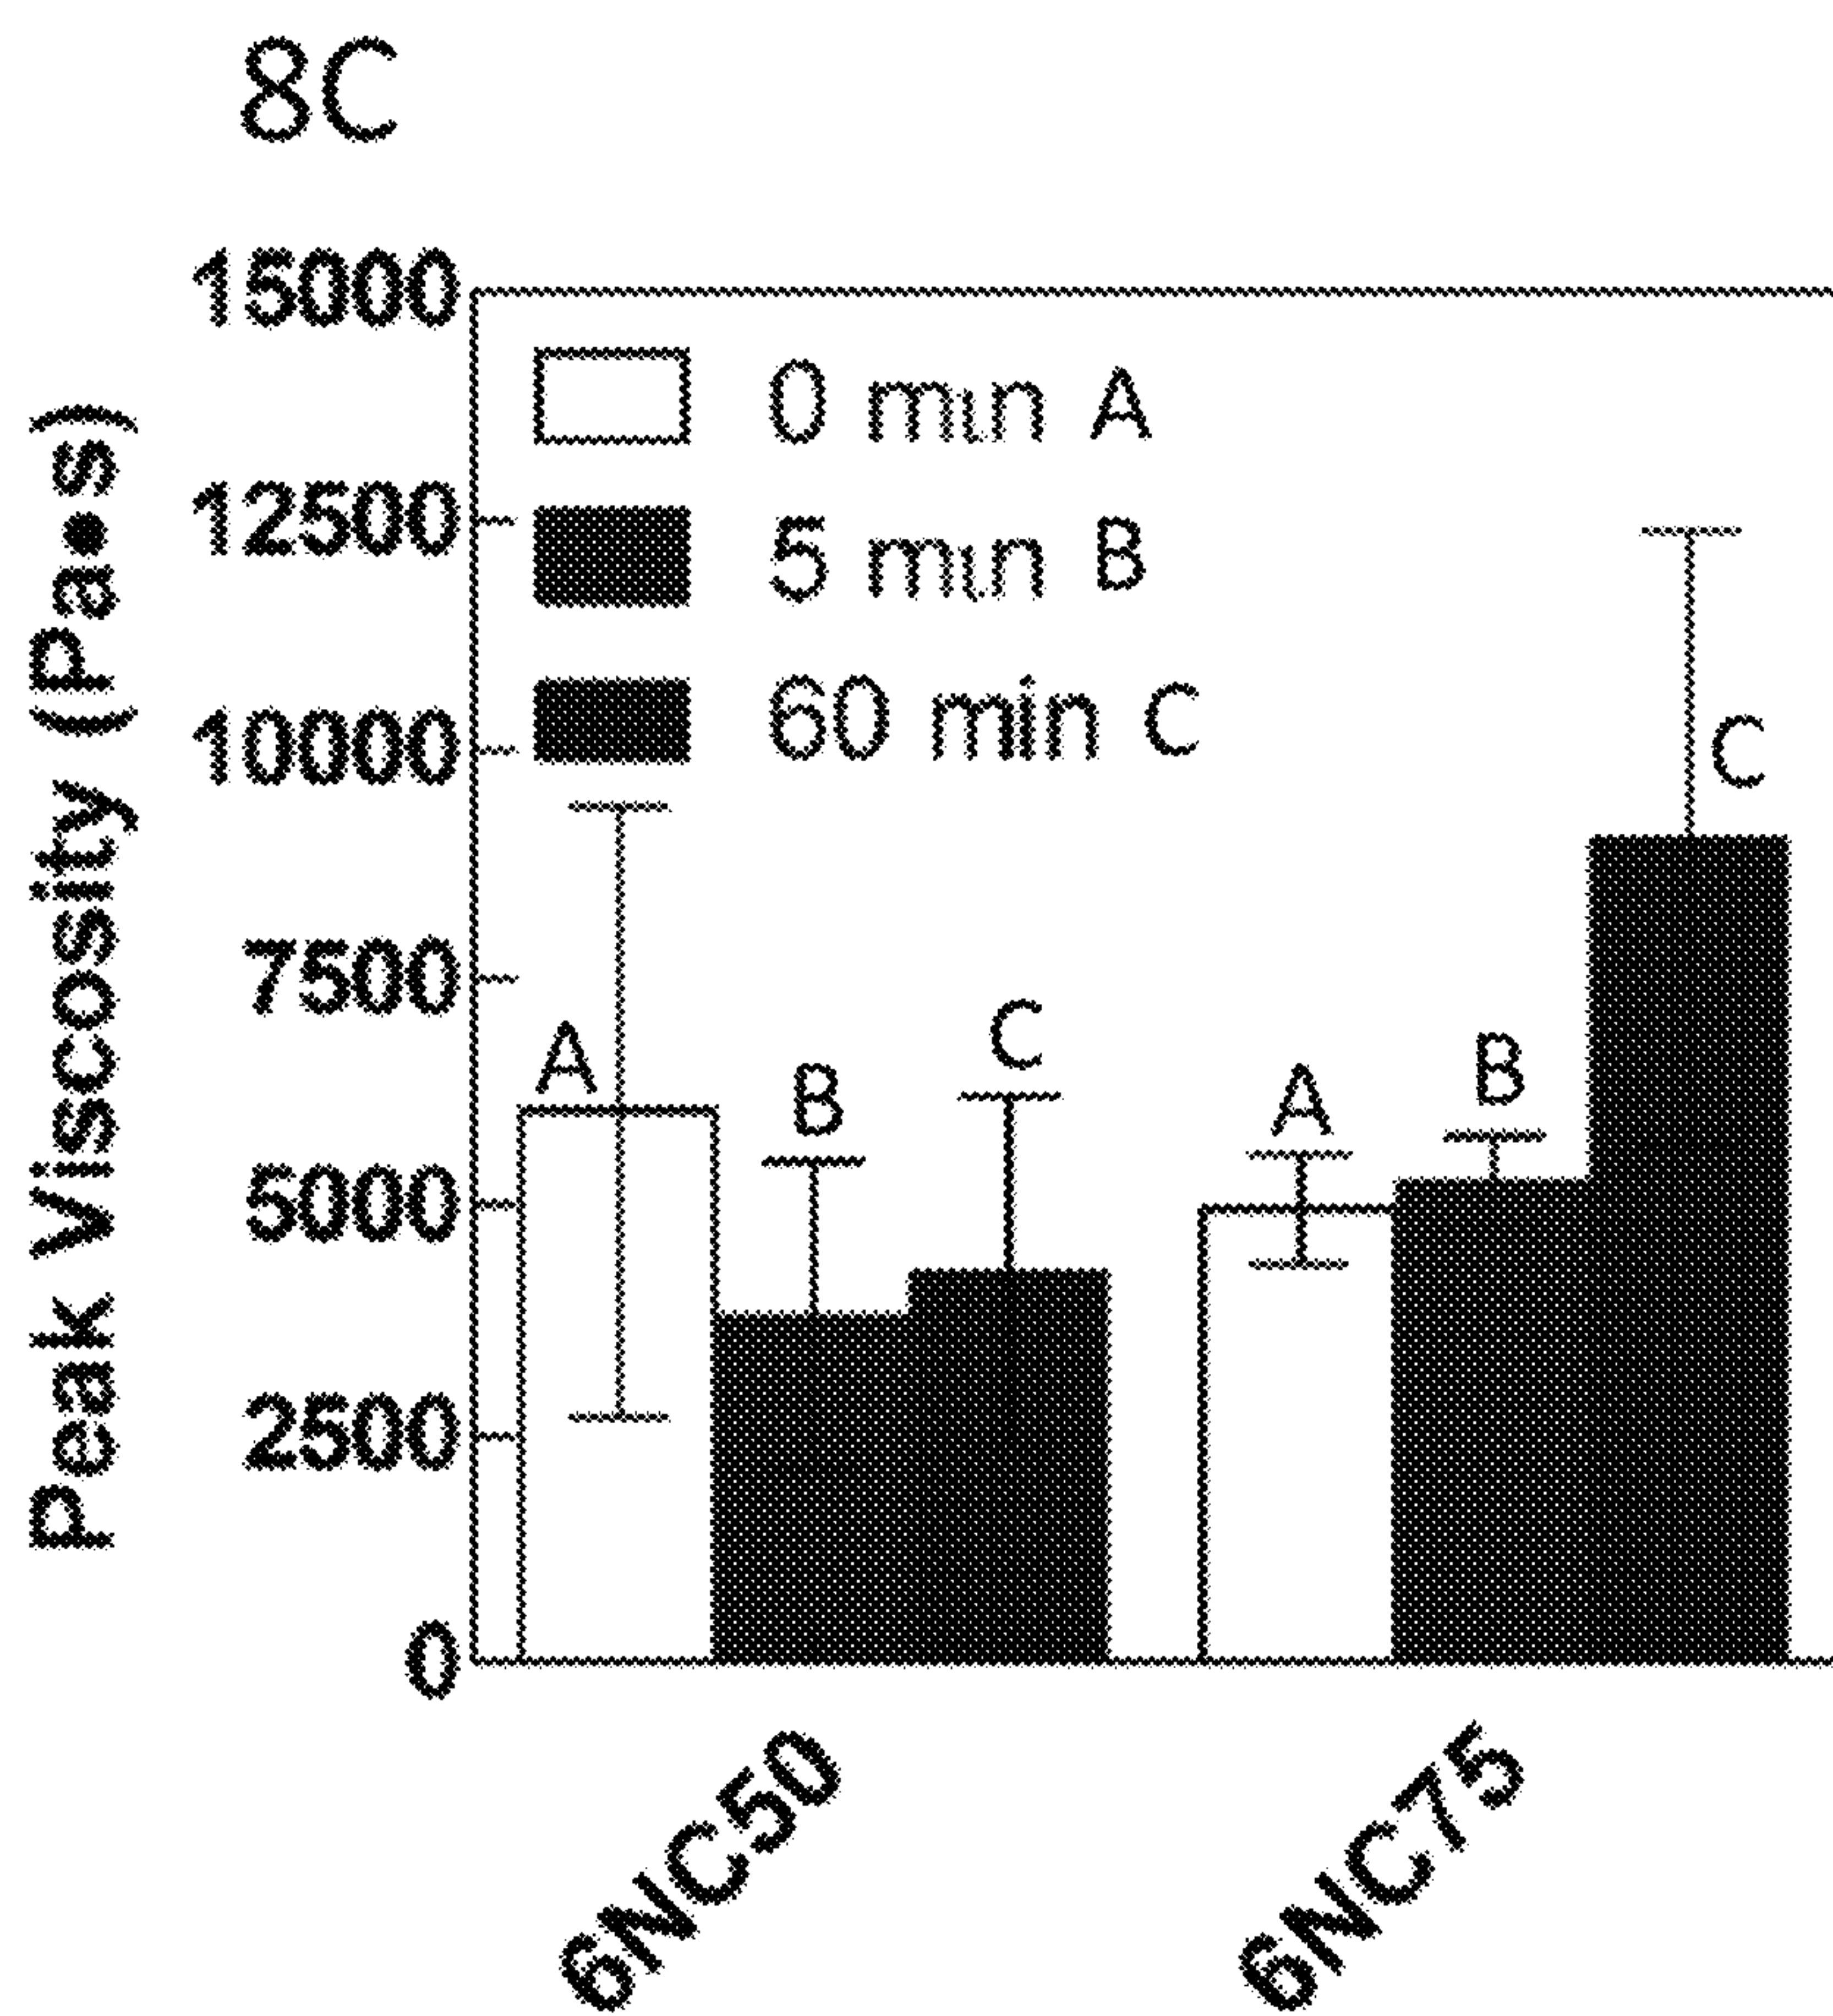 8C
Peak Viscosity (Pa•s)
15000
12500
10000
7500
5000
2500
0
0 min A
5 min B
60 min C
A
B
C
A
B
C
6NC50
6NC75